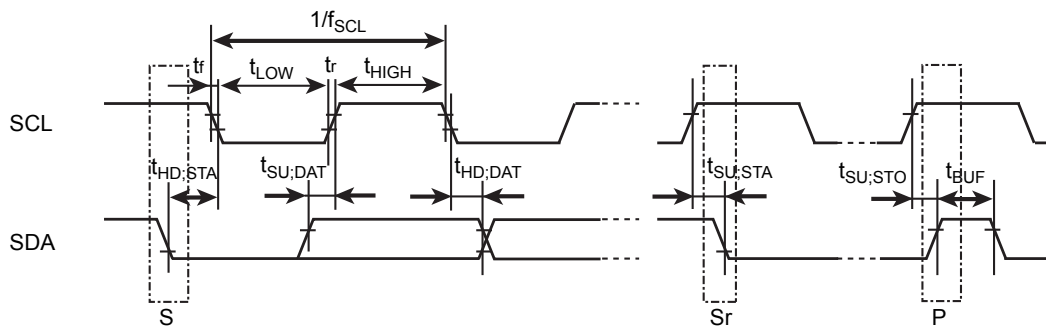 1/fSCL
tf tLOW tr tHIGH
SCL
tHD;STA tSU;DAT tHD;DAT tSU;STA tSU;STO tBUF
SDA
S Sr P